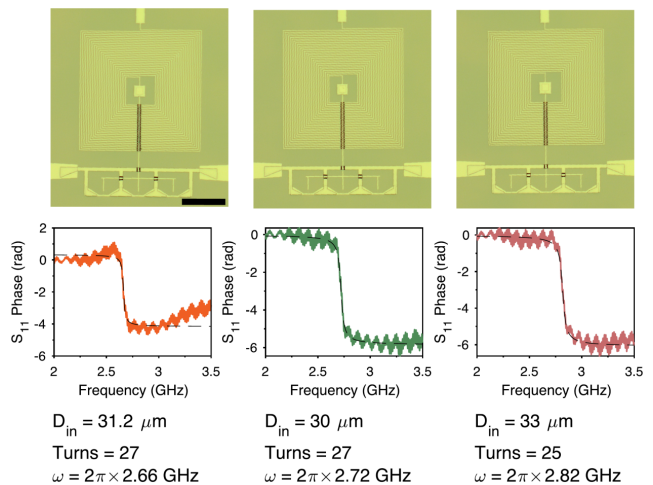 2
0
-2
-4
-6
S11 Phase (rad)
2 2.5 3 3.5
Frequency (GHz)
0
-2
-4
-6
2 2.5 3 3.5
Frequency (GHz)
0
-2
-4
-6
S11 Phase (rad)
2 2.5 3 3.5
Frequency (GHz)
Din = 31.2 μm
Turns = 27
ω = 2π×2.66 GHz
Din = 30 μm
Turns = 27
ω = 2π×2.72 GHz
Din = 33 μm
Turns = 25
ω = 2π×2.82 GHz